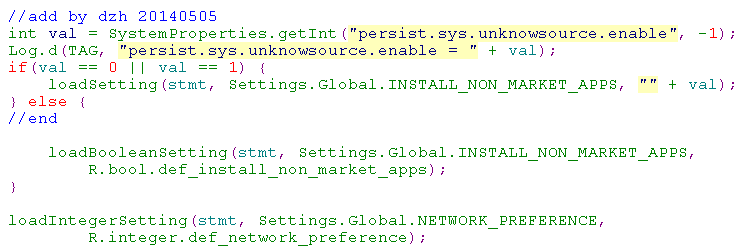 //add by dzh 20140505
int val = SystemProperties.getInt("persist.sys.unknowsource.enable", -1);
Log.d(TAG, "persist.sys.unknowsource.enable = " + val);
if(val == 0 || val == 1) {
    loadSetting(stmt, Settings.Global.INSTALL_NON_MARKET_APPS, "" + val);
} else {
//end
    loadBooleanSetting(stmt, Settings.Global.INSTALL_NON_MARKET_APPS,
        R.bool.def_install_non_market_apps);
}
loadIntegerSetting(stmt, Settings.Global.NETWORK_PREFERENCE,
        R.integer.def_network_preference);